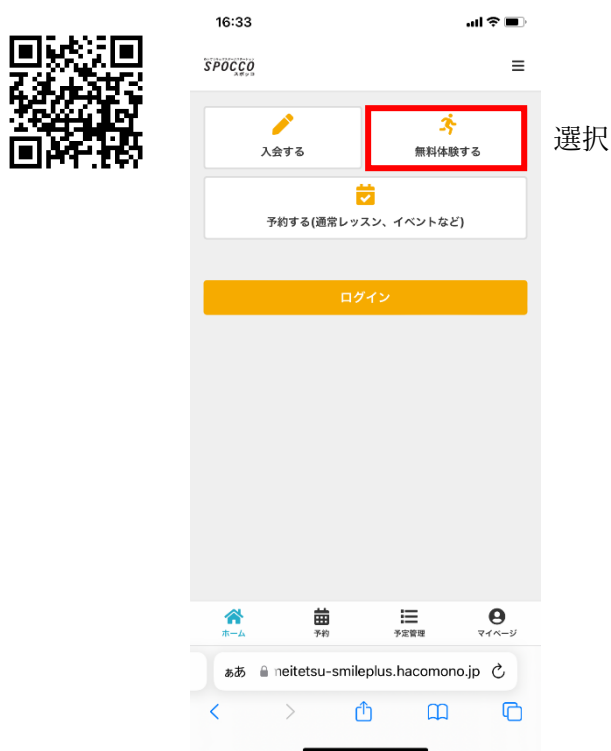 16:33
SPOCCO
スポッコ
入会する
無料体験する
選択
予約する(通常レッスン、イベントなど)
ログイン
ホーム
予約
予定管理
マイページ
ぁあ
neitetsu-smileplus.hacomono.jp